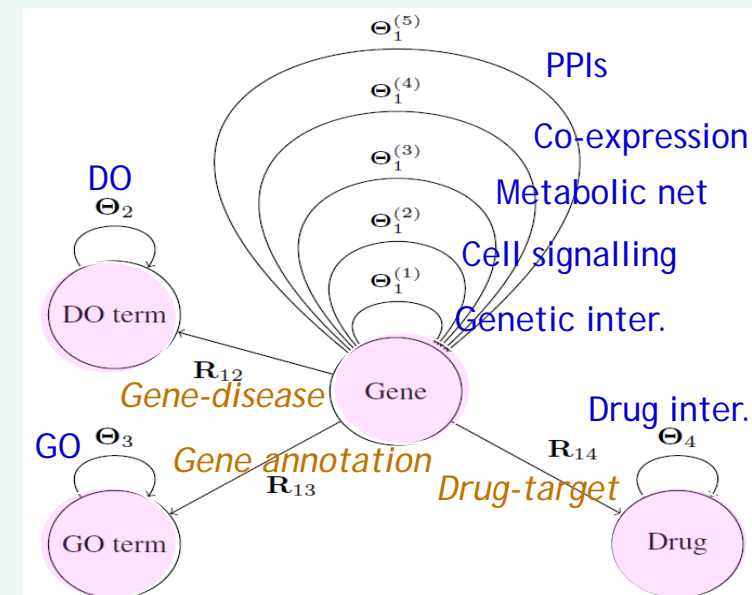 Θ₁⁽⁵⁾
PPIs
Θ₁⁽⁴⁾
Co-expression
Θ₁⁽³⁾
Metabolic net
DO
Θ₂
Θ₁⁽²⁾
Cell signalling
Θ₁⁽¹⁾
Genetic inter.
DO term
R₁₂
Gene-disease
Gene
Drug inter.
GO
Θ₃
Θ₄
Gene annotation
R₁₃
R₁₄
Drug-target
GO term
Drug